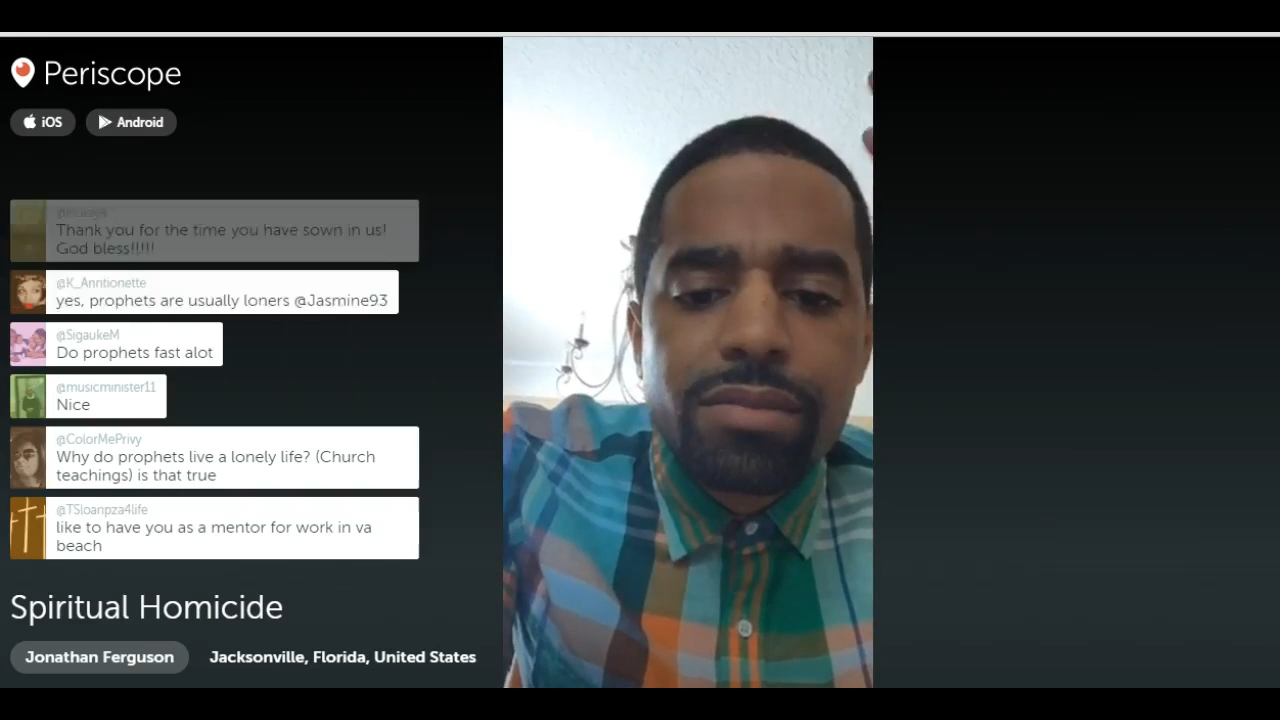 Periscope
iOS
Android
Thank you for the time you have sown in us!
God bless!!!!!
@K_Anntionette
yes, prophets are usually loners @Jasmine93
@SigaukeM
Do prophets fast alot
@musicminister11
Nice
@ColorMePrivy
Why do prophets live a lonely life? (Church
teachings) is that true
@TSloanpza4life
like to have you as a mentor for work in va
beach
Spiritual Homicide
Jonathan Ferguson
Jacksonville, Florida, United States